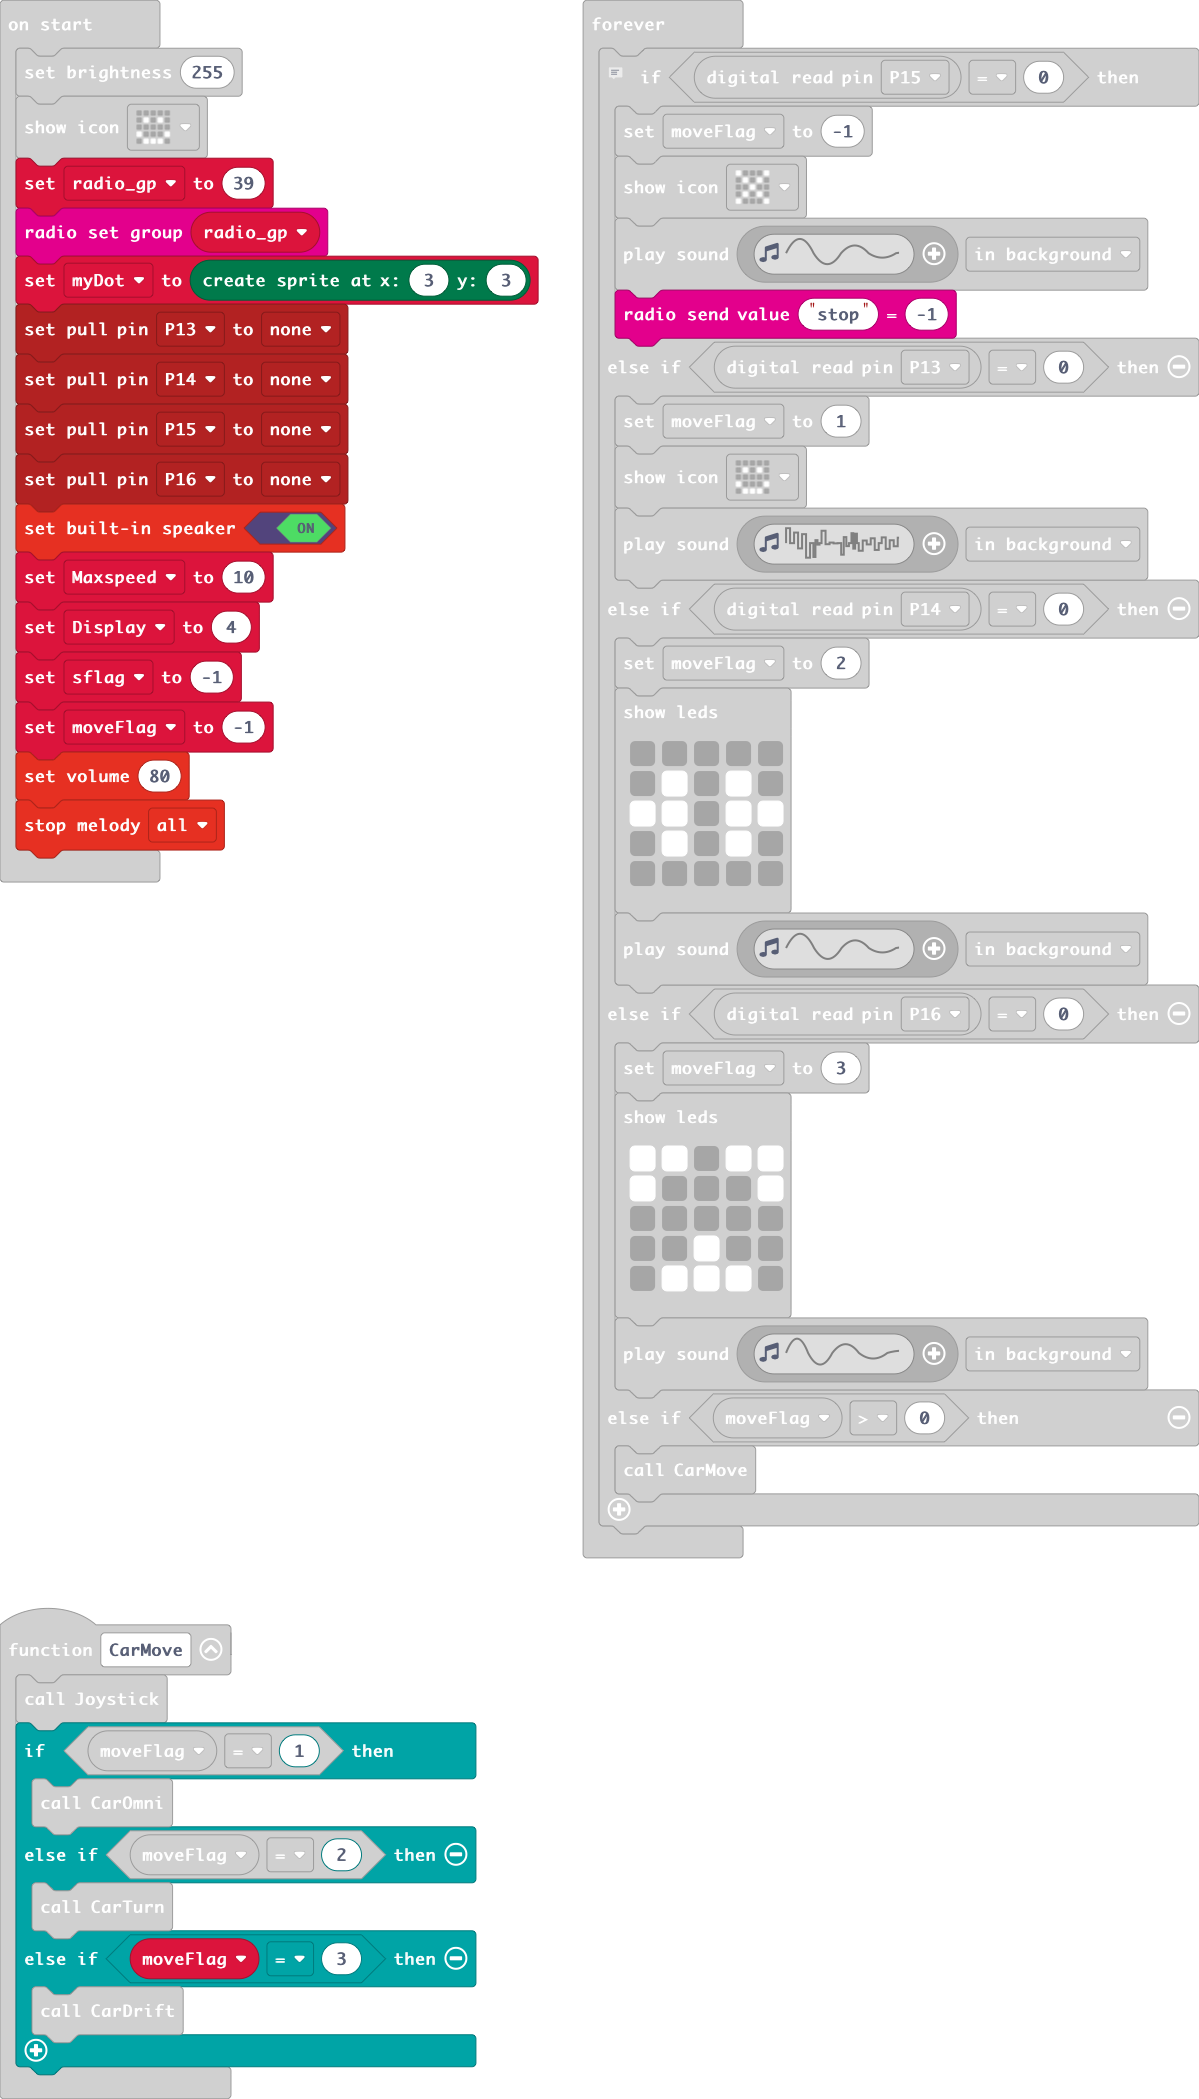 on start
set brightness 255
show icon
set radio_gp to 39
radio set group radio_gp
set myDot to create sprite at x: 3 y: 3
set pull pin P13 to none
set pull pin P14 to none
set pull pin P15 to none
set pull pin P16 to none
set built-in speaker ON
set Maxspeed to 10
set Display to 4
set sflag to -1
set moveFlag to -1
set volume 80
stop melody all
forever
if digital read pin P15 = 0 then
set moveFlag to -1
show icon
play sound in background
radio send value "stop" = -1
else if digital read pin P13 = 0 then
set moveFlag to 1
show icon
play sound in background
else if digital read pin P14 = 0 then
set moveFlag to 2
show leds
play sound in background
else if digital read pin P16 = 0 then
set moveFlag to 3
show leds
play sound in background
else if moveFlag > 0 then
call CarMove
function CarMove
call Joystick
if moveFlag = 1 then
call CarOmni
else if moveFlag = 2 then
call CarTurn
else if moveFlag = 3 then
call CarDrift